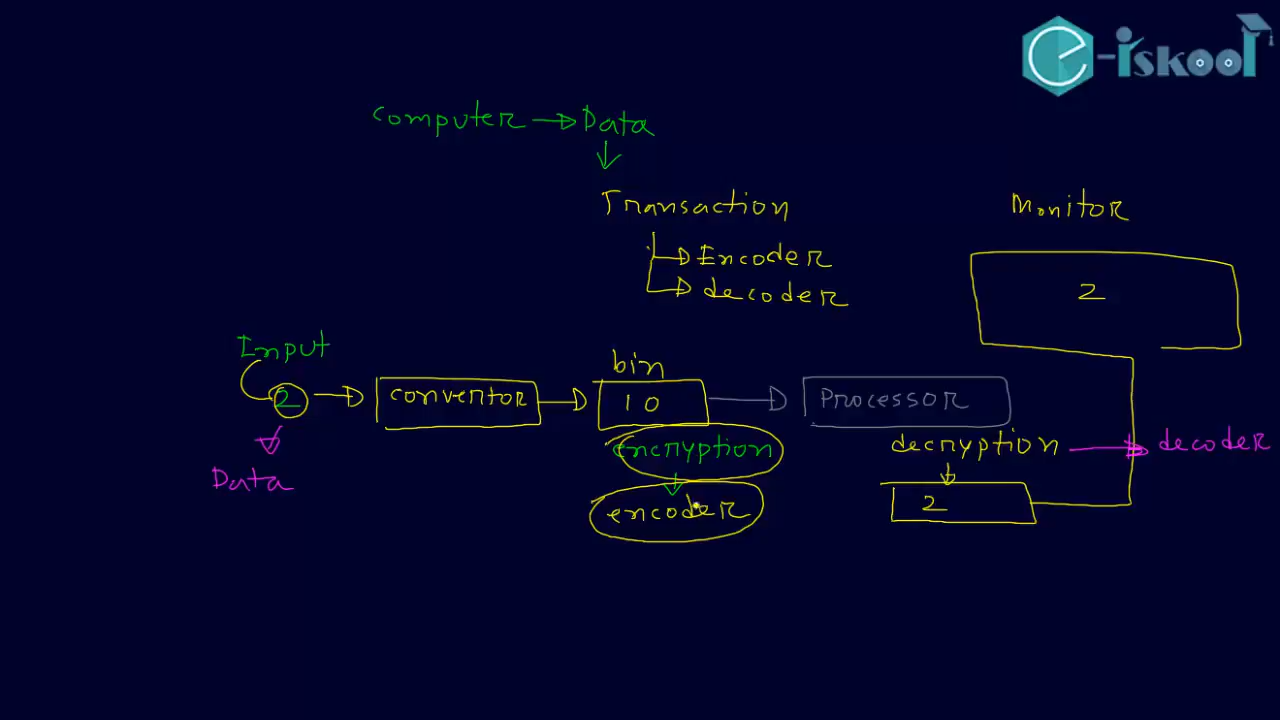 e-iskool
Computer → Data
↓
Transaction
Encoder
decoder
Monitor
2
Input
2 → convertor → bin
10 → Processor
Data
encryption
↓
encoder
decryption → decoder
↓
2